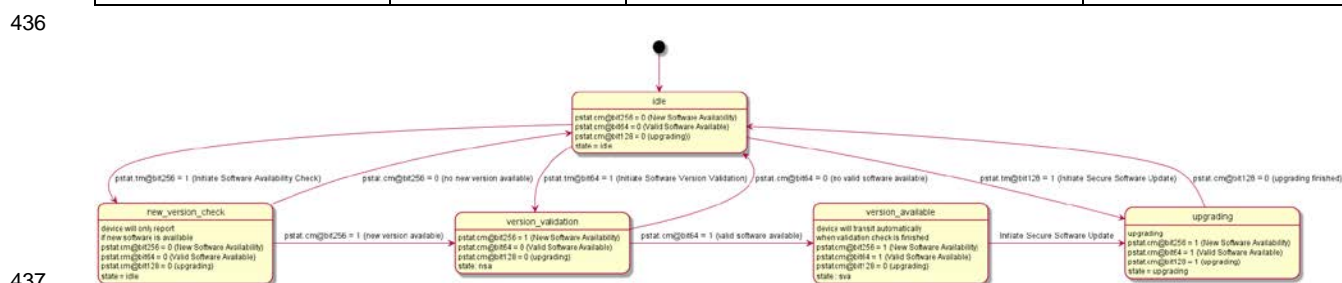 436
idle
pstat.cm@bit256 = 0 (New Software Availability)
pstat.cm@bit64 = 0 (Valid Software Available)
pstat.cm@bit128 = 0 (upgrading))
state = idle
pstat.tm@bit256 = 1 (Initiate Software Availability Check)
pstat.cm@bit256 = 0 (no new version available)
pstat.tm@bit64 = 1 (Initiate Software Version Validation)
pstat.cm@bit64 = 0 (no valid software available)
pstat.tm@bit128 = 1 (Initiate Secure Software Update)
pstat.cm@bit128 = 0 (upgrading finished)
new_version_check
device will only report
if new software is available
pstat.cm@bit256 = 0 (New Software Availability)
pstat.cm@bit64 = 0 (Valid Software Available)
pstat.cm@bit128 = 0 (upgrading)
state = idle
pstat.cm@bit256 = 1 (new version available)
version_validation
pstat.cm@bit256 = 1 (New Software Availability)
pstat.cm@bit64 = 0 (Valid Software Available)
pstat.cm@bit128 = 0 (upgrading)
state: nsa
pstat.cm@bit64 = 1 (valid software available)
version_available
device will transit automatically
when validation check is finished
pstat.cm@bit256 = 1 (New Software Availability)
pstat.cm@bit64 = 1 (Valid Software Available)
pstat.cm@bit128 = 0 (upgrading)
state : sva
Initiate Secure Software Update
upgrading
upgrading
pstat.cm@bit256 = 1 (New Software Availability)
pstat.cm@bit64 = 1 (Valid Software Available)
pstat.cm@bit128 = 1 (upgrading)
state = upgrading
437